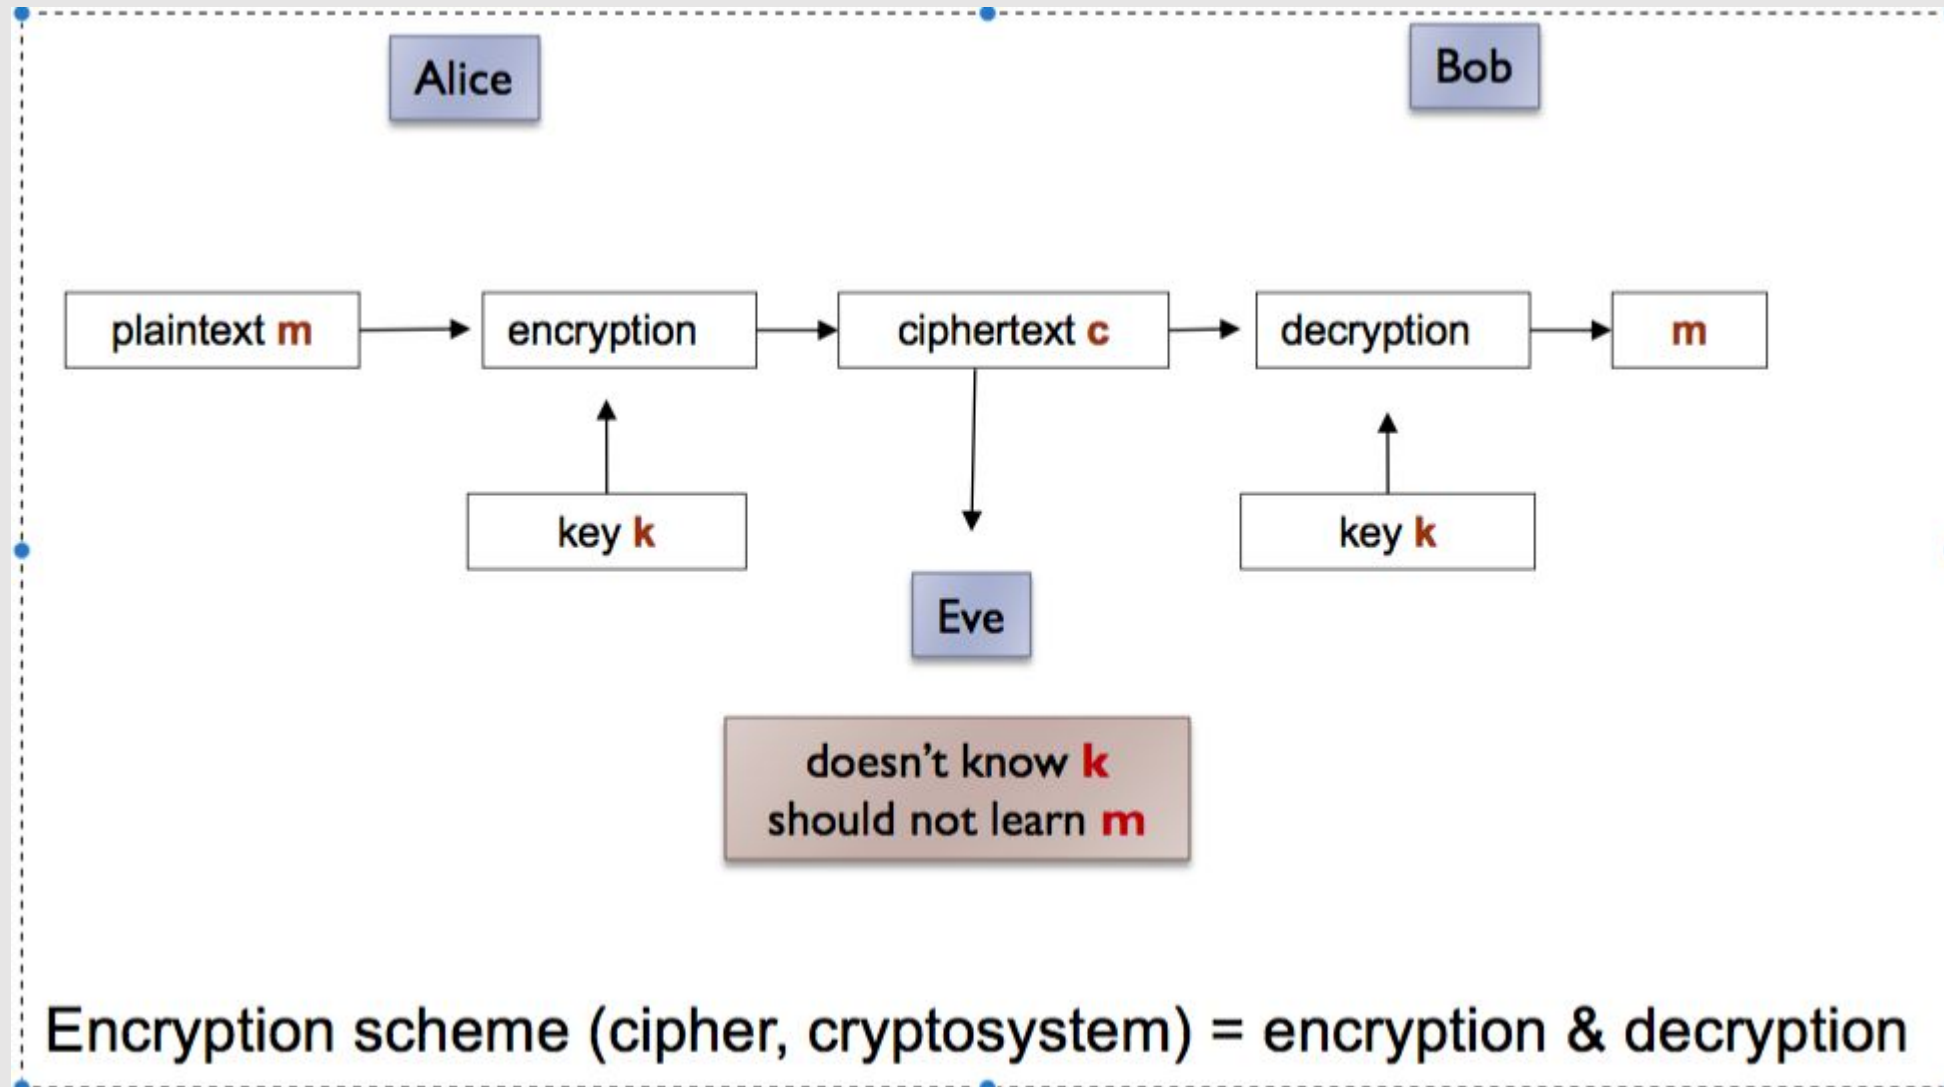 Alice
Bob
plaintext m
encryption
ciphertext c
decryption
m
key k
key k
Eve
doesn’t know k
should not learn m
Encryption scheme (cipher, cryptosystem) = encryption & decryption